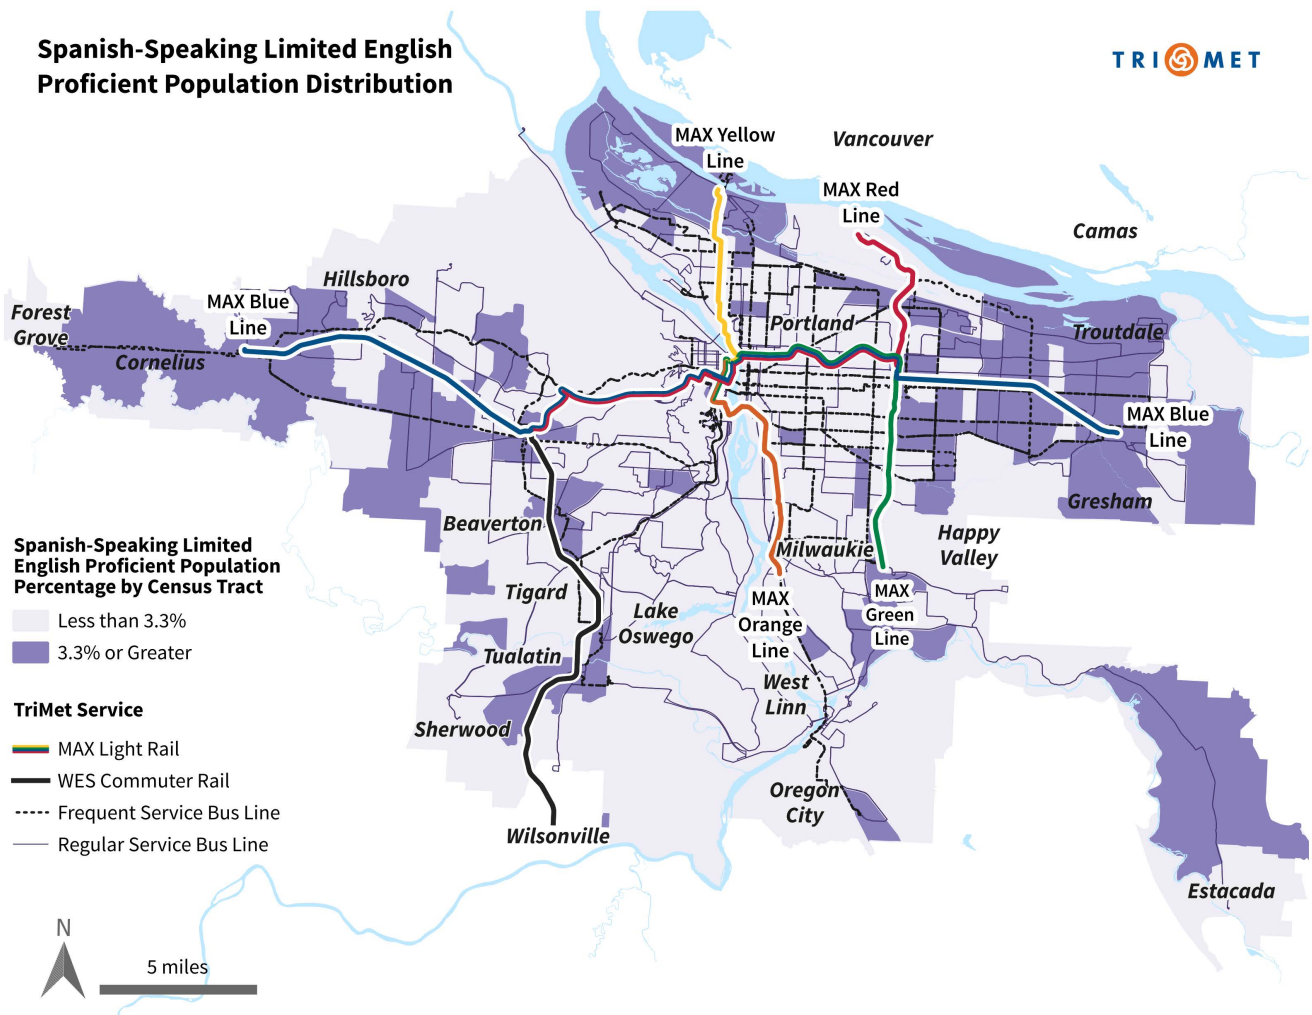 Spanish-Speaking Limited English
Proficient Population Distribution
TRI MET
MAX Yellow
Line
Vancouver
MAX Red
Line
Camas
Hillsboro
MAX Blue
Line
Forest
Grove
Cornelius
Portland
Troutdale
MAX Blue
Line
Gresham
Beaverton
Happy
Valley
Milwaukie
Tigard
Lake
Oswego
MAX
Orange
Line
MAX
Green
Line
Tualatin
West
Linn
Sherwood
Oregon
City
Wilsonville
Estacada
Spanish-Speaking Limited
English Proficient Population
Percentage by Census Tract
Less than 3.3%
3.3% or Greater
TriMet Service
MAX Light Rail
WES Commuter Rail
Frequent Service Bus Line
Regular Service Bus Line
N
5 miles